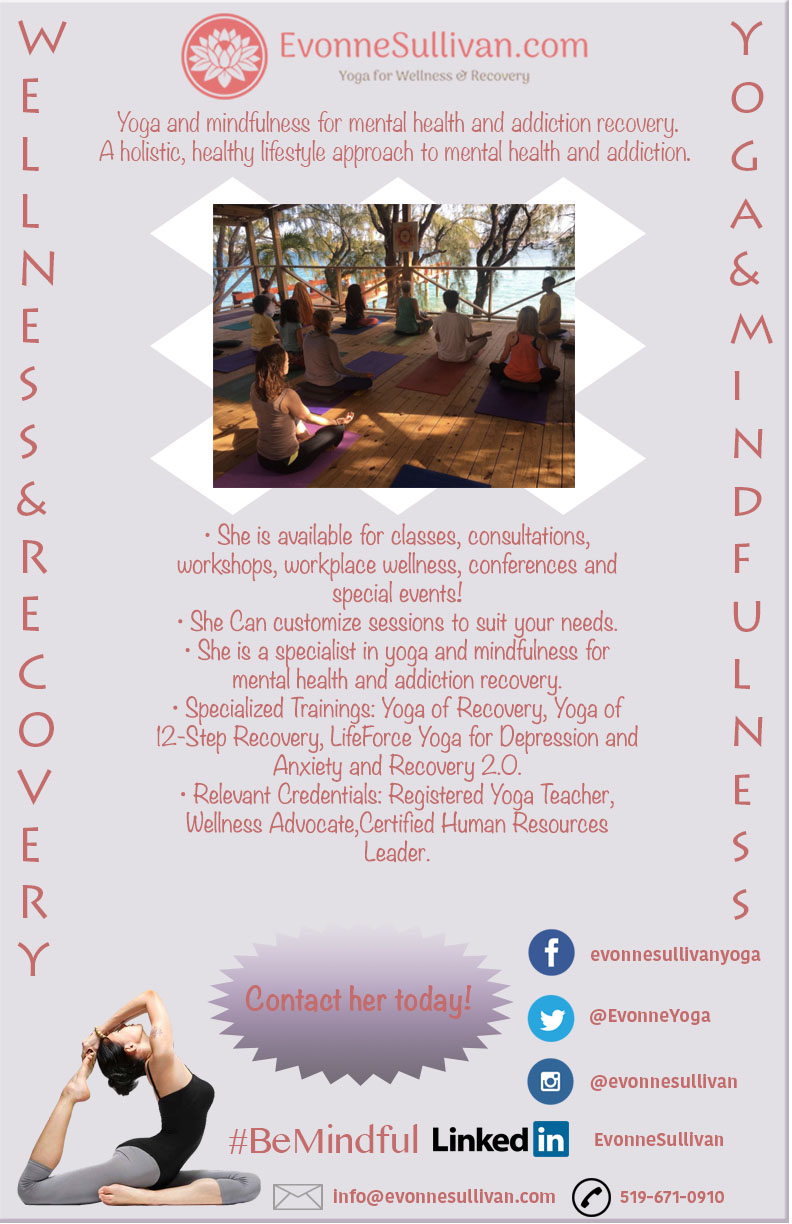 EvonneSullivan.com
Yoga for Wellness & Recovery
WELLNESS&RECOVERY
YOGA&MINDFULNESS
Yoga and mindfulness for mental health and addiction recovery.
A holistic, healthy lifestyle approach to mental health and addiction.
• She is available for classes, consultations,
workshops, workplace wellness, conferences and
special events!
• She Can customize sessions to suit your needs.
• She is a specialist in yoga and mindfulness for
mental health and addiction recovery.
• Specialized Trainings: Yoga of Recovery, Yoga of
12-Step Recovery, LifeForce Yoga for Depression and
Anxiety and Recovery 2.0.
• Relevant Credentials: Registered Yoga Teacher,
Wellness Advocate,Certified Human Resources
Leader.
Contact her today!
evonnesullivanyoga
@EvonneYoga
@evonnesullivan
#BeMindful
Linked in EvonneSullivan
info@evonnesullivan.com
519-671-0910